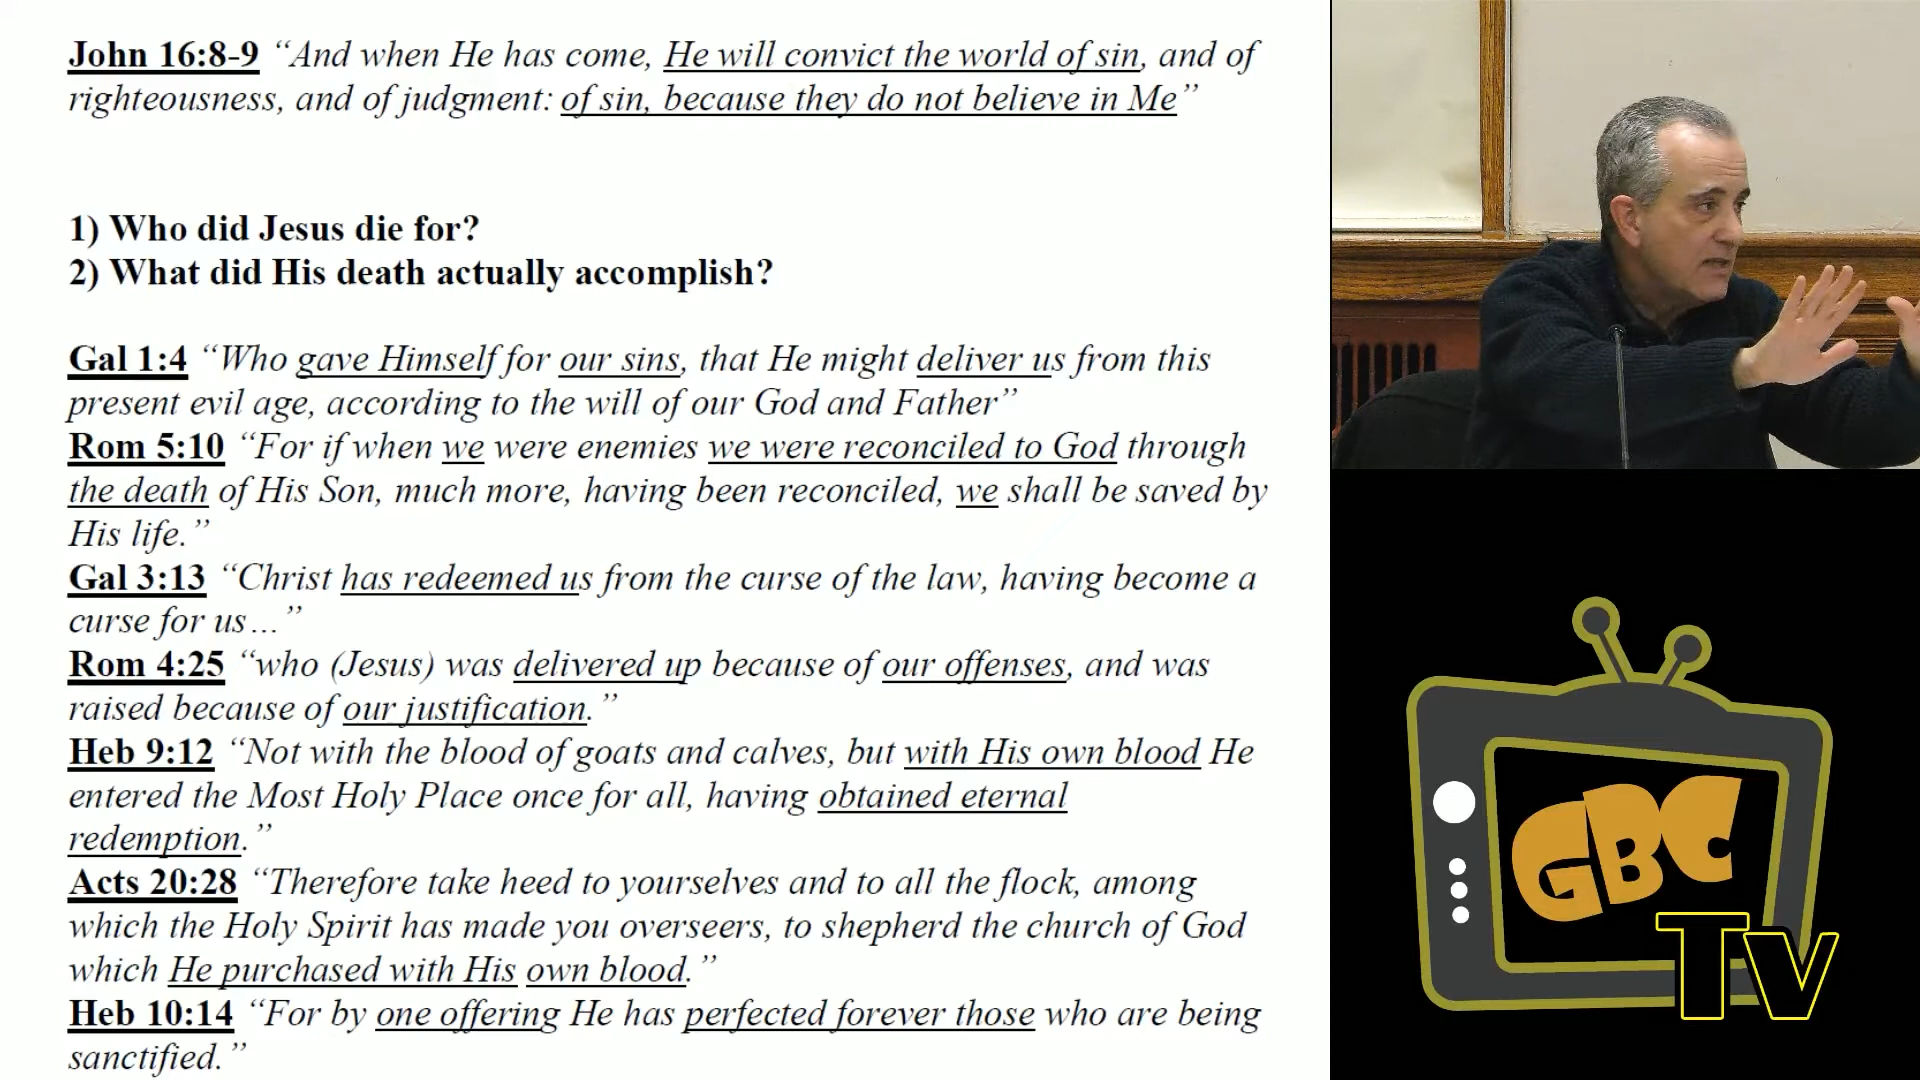 John 16:8-9 “And when He has come, He will convict the world of sin, and of
righteousness, and of judgment: of sin, because they do not believe in Me”
1) Who did Jesus die for?
2) What did His death actually accomplish?
Gal 1:4 “Who gave Himself for our sins, that He might deliver us from this
present evil age, according to the will of our God and Father”
Rom 5:10 “For if when we were enemies we were reconciled to God through
the death of His Son, much more, having been reconciled, we shall be saved by
His life.”
Gal 3:13 “Christ has redeemed us from the curse of the law, having become a
curse for us…”
Rom 4:25 “who (Jesus) was delivered up because of our offenses, and was
raised because of our justification.”
Heb 9:12 “Not with the blood of goats and calves, but with His own blood He
entered the Most Holy Place once for all, having obtained eternal
redemption.”
Acts 20:28 “Therefore take heed to yourselves and to all the flock, among
which the Holy Spirit has made you overseers, to shepherd the church of God
which He purchased with His own blood.”
Heb 10:14 “For by one offering He has perfected forever those who are being
sanctified.”
GBC
TV